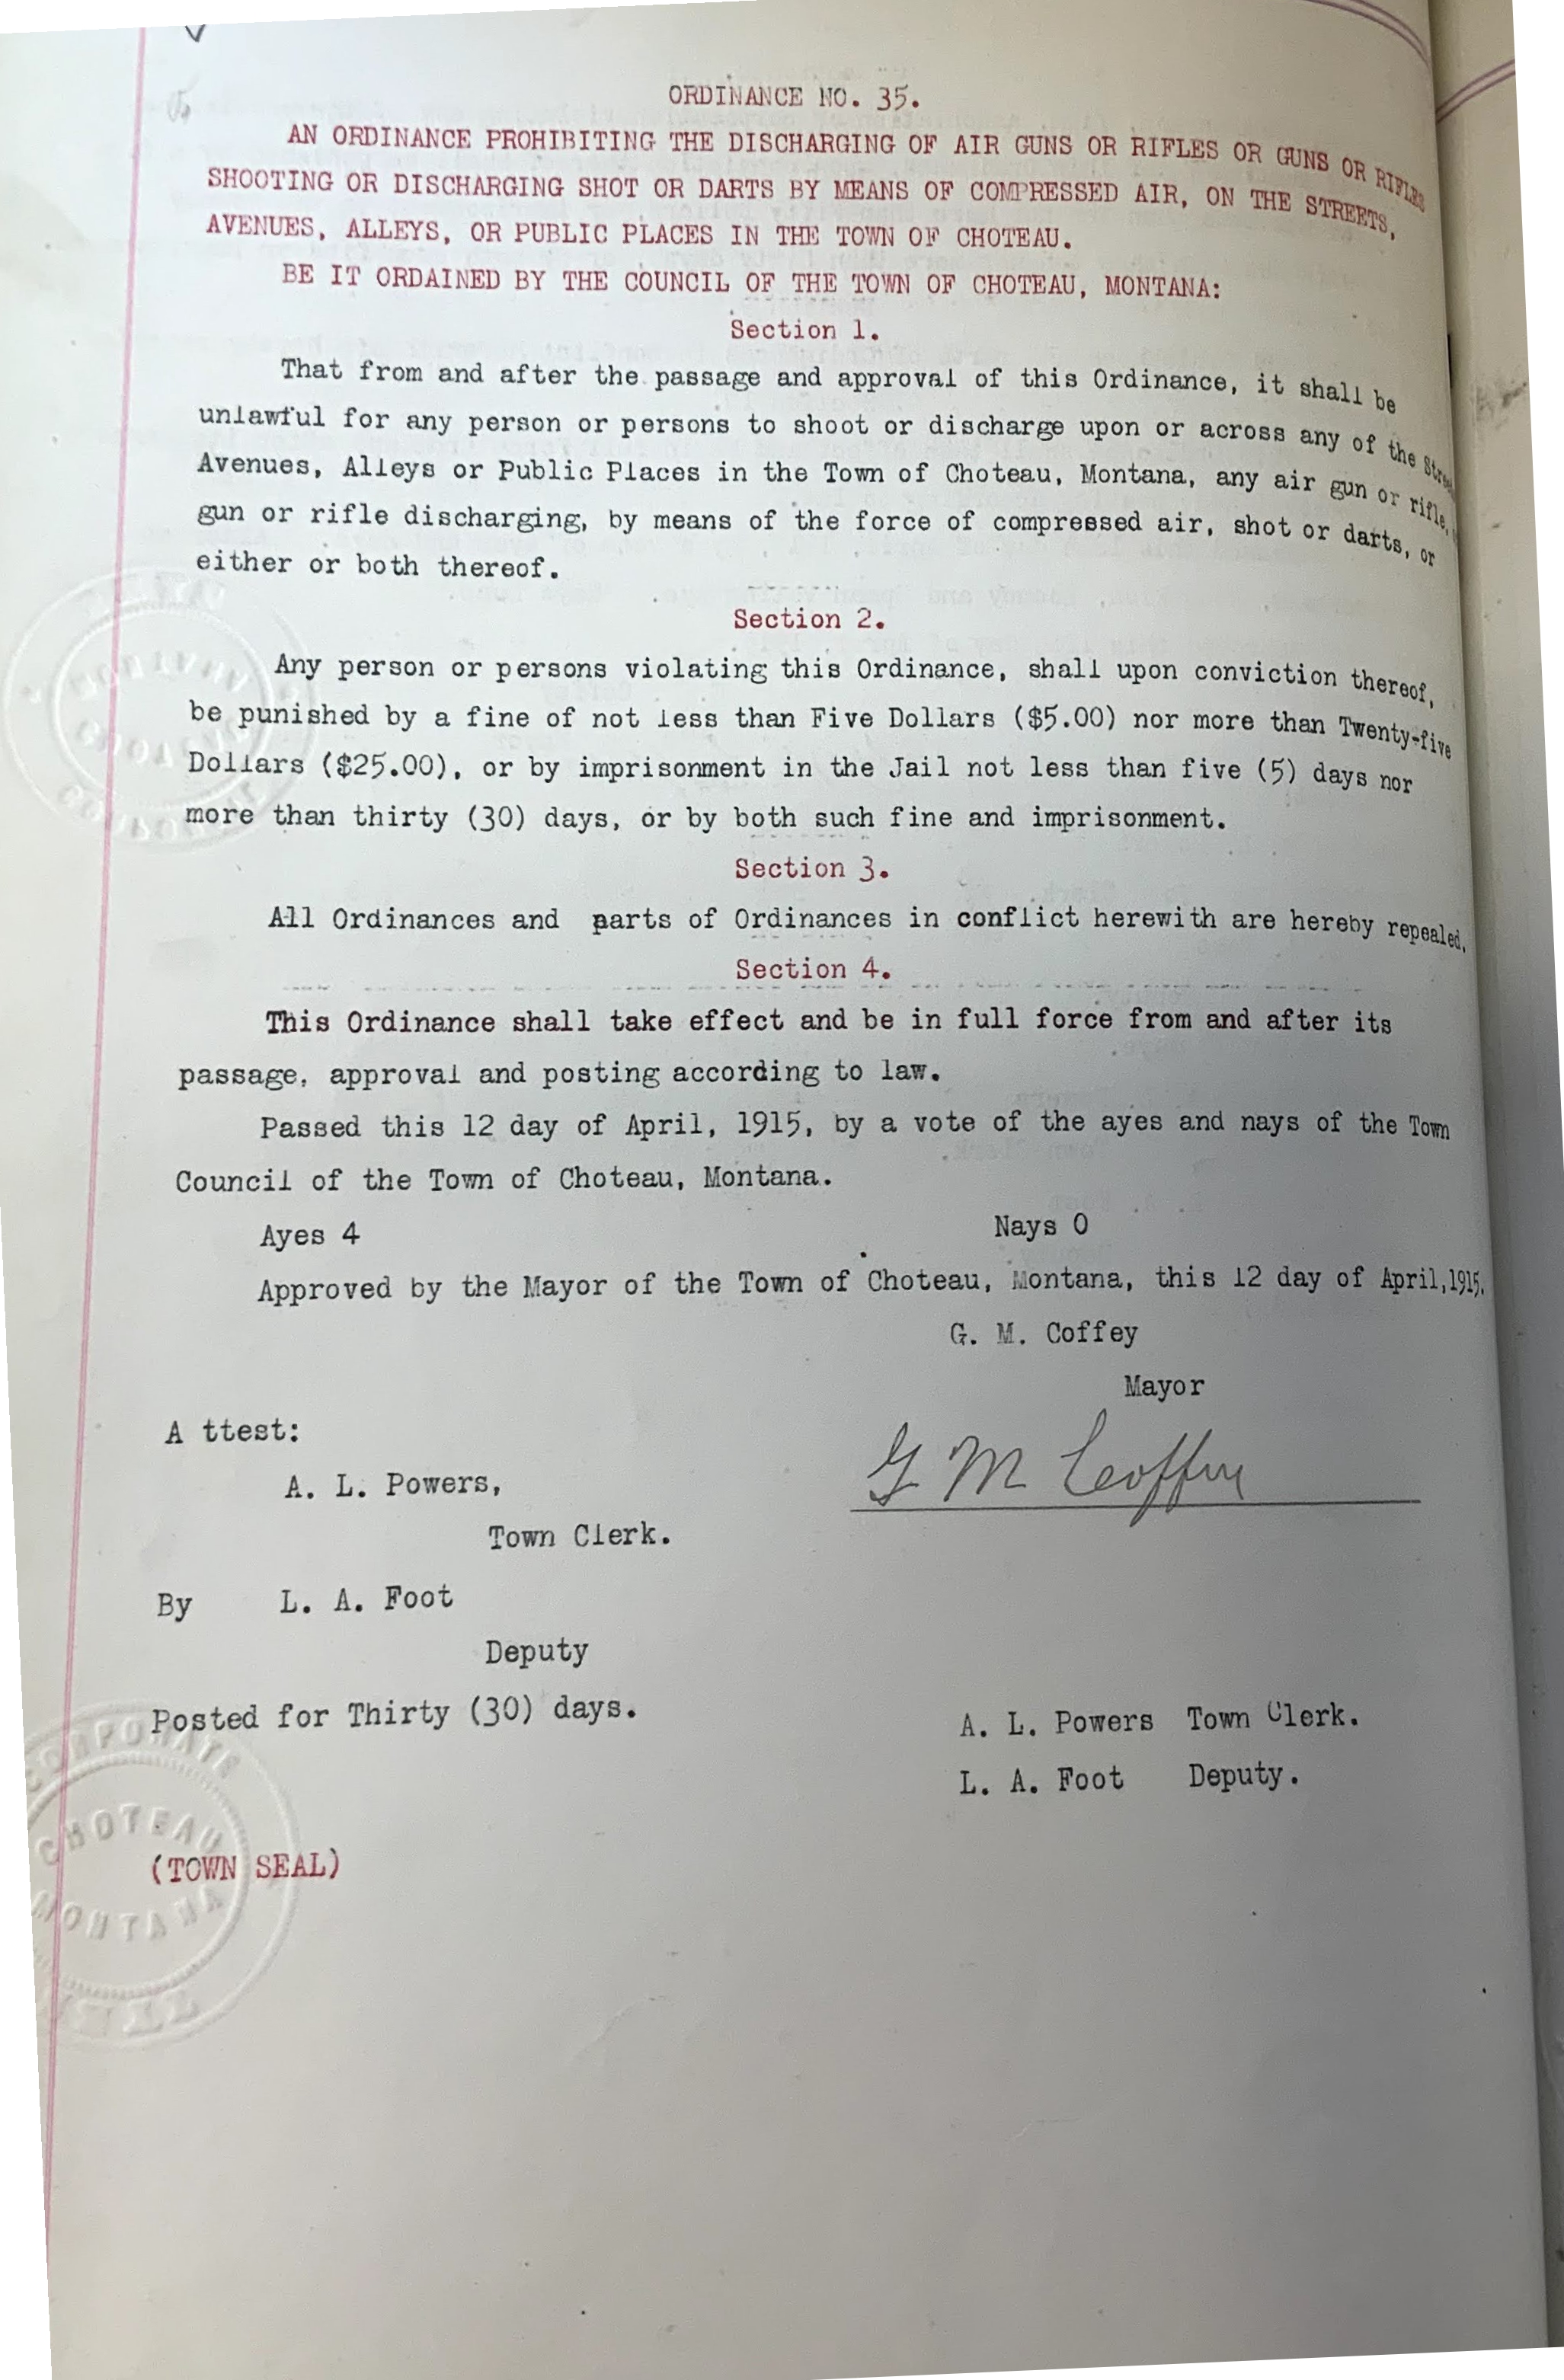 ORDINANCE NO. 35.
AN ORDINANCE PROHIBITING THE DISCHARGING OF AIR GUNS OR RIFLES OR GUNS OR RIFLES
SHOOTING OR DISCHARGING SHOT OR DARTS BY MEANS OF COMPRESSED AIR, ON THE STREETS,
AVENUES, ALLEYS, OR PUBLIC PLACES IN THE TOWN OF CHOTEAU.
BE IT ORDAINED BY THE COUNCIL OF THE TOWN OF CHOTEAU, MONTANA:
Section 1.
That from and after the passage and approval of this Ordinance, it shall be
unlawful for any person or persons to shoot or discharge upon or across any of the
Avenues, Alleys or Public Places in the Town of Choteau, Montana, any air gun or rifle,
gun or rifle discharging, by means of the force of compressed air, shot or darts, or
either or both thereof.
Section 2.
Any person or persons violating this Ordinance, shall upon conviction thereof,
be punished by a fine of not less than Five Dollars ($5.00) nor more than Twenty-five
Dollars ($25.00), or by imprisonment in the Jail not less than five (5) days nor
more than thirty (30) days, or by both such fine and imprisonment.
Section 3.
All Ordinances and parts of Ordinances in conflict herewith are hereby repealed.
Section 4.
This Ordinance shall take effect and be in full force from and after its
passage, approval and posting according to law.
Passed this 12 day of April, 1915, by a vote of the ayes and nays of the Town
Council of the Town of Choteau, Montana.
Ayes 4 Nays 0
Approved by the Mayor of the Town of Choteau, Montana, this 12 day of April,1915.
G. M. Coffey
Mayor
A ttest:
G M Coffey
A. L. Powers,
Town Clerk.
By L. A. Foot
Deputy
Posted for Thirty (30) days.
A. L. Powers Town Clerk.
L. A. Foot Deputy.
CORPORATE
CHOTEAU
(TOWN SEAL)
MONTANA